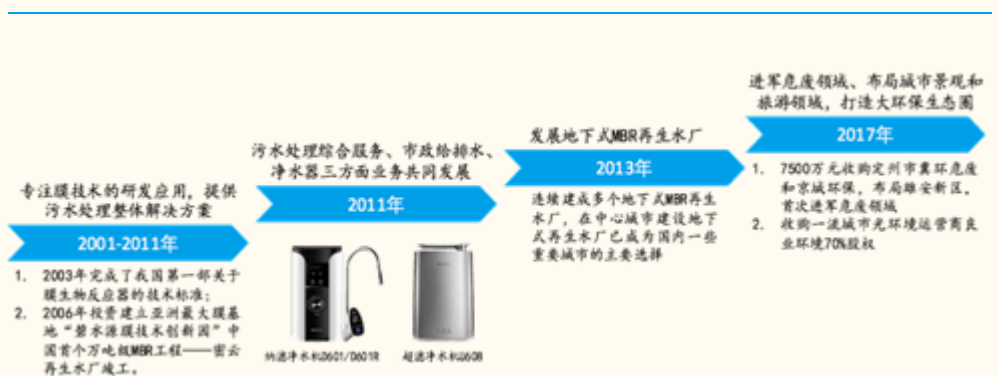 专注膜技术的研发应用，提供
污水处理整体解决方案
2001-2011年
1. 2003年完成了我国第一部关于
膜生物反应器的技术标准；
2. 2006年投资建立亚洲最大膜基
地“碧水源膜技术创新园”中
国首个万吨级MBR工程——密云
再生水厂竣工。
污水处理综合服务、市政给排水、
净水器三方面业务共同发展
2011年
纳滤净水机D601/D601R
超滤净水机U608
发展地下式MBR再生水厂
2013年
连续建成多个地下式MBR再生
水厂，在中心城市建设地下
式再生水厂已成为国内一些
重要城市的主要选择
进军危废领域、布局城市景观和
旅游领域，打造大环保生态圈
2017年
1. 7500万元收购定州市冀环危废
和京城环保，布局雄安新区，
首次进军危废领域
2. 收购一流城市光环境运营商良
业环境70%股权